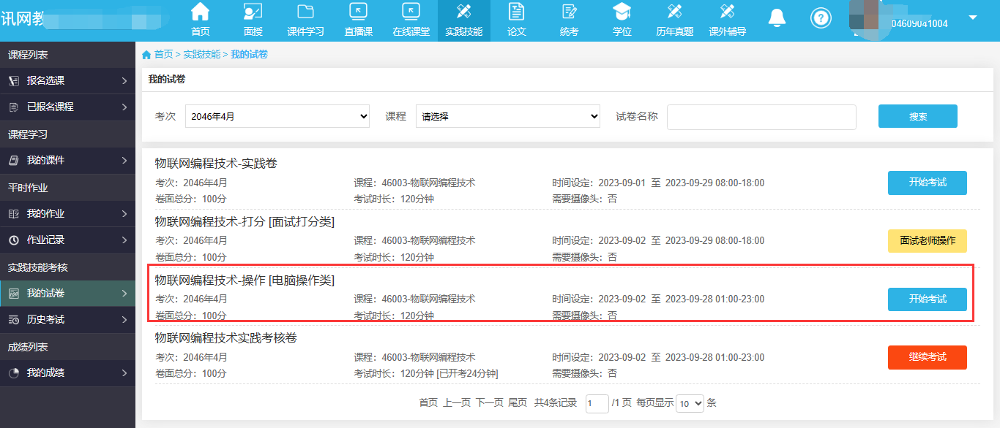 讯网教
首页 面授 课件学习 直播课 在线课堂 实践技能 论文 统考 学位 历年真题 课外辅导
04609041004
课程列表
报名选课
已报名课程
课程学习
我的课件
平时作业
我的作业
作业记录
实践技能考核
我的试卷
历史考试
成绩列表
我的成绩
首页 > 实践技能 > 我的试卷
我的试卷
考次 2046年4月 课程 请选择 试卷名称 搜索
物联网编程技术-实践卷
考次：2046年4月 课程：46003-物联网编程技术 时间设定：2023-09-01 至 2023-09-29 08:00-18:00
开始考试
卷面总分：100分 考试时长：120分钟 需要摄像头：否
物联网编程技术-打分 [面试打分类]
考次：2046年4月 课程：46003-物联网编程技术 时间设定：2023-09-02 至 2023-09-29 08:00-18:00
面试老师操作
卷面总分：100分 考试时长：120分钟 需要摄像头：否
物联网编程技术-操作 [电脑操作类]
考次：2046年4月 课程：46003-物联网编程技术 时间设定：2023-09-02 至 2023-09-28 01:00-23:00
开始考试
卷面总分：100分 考试时长：120分钟 需要摄像头：否
物联网编程技术实践考核卷
考次：2046年4月 课程：46003-物联网编程技术 时间设定：2023-09-02 至 2023-09-28 01:00-23:00
继续考试
卷面总分：100分 考试时长：120分钟 [已开考24分钟] 需要摄像头：否
首页 上一页 下一页 尾页 共4条记录 1 /1 页 每页显示 10 条